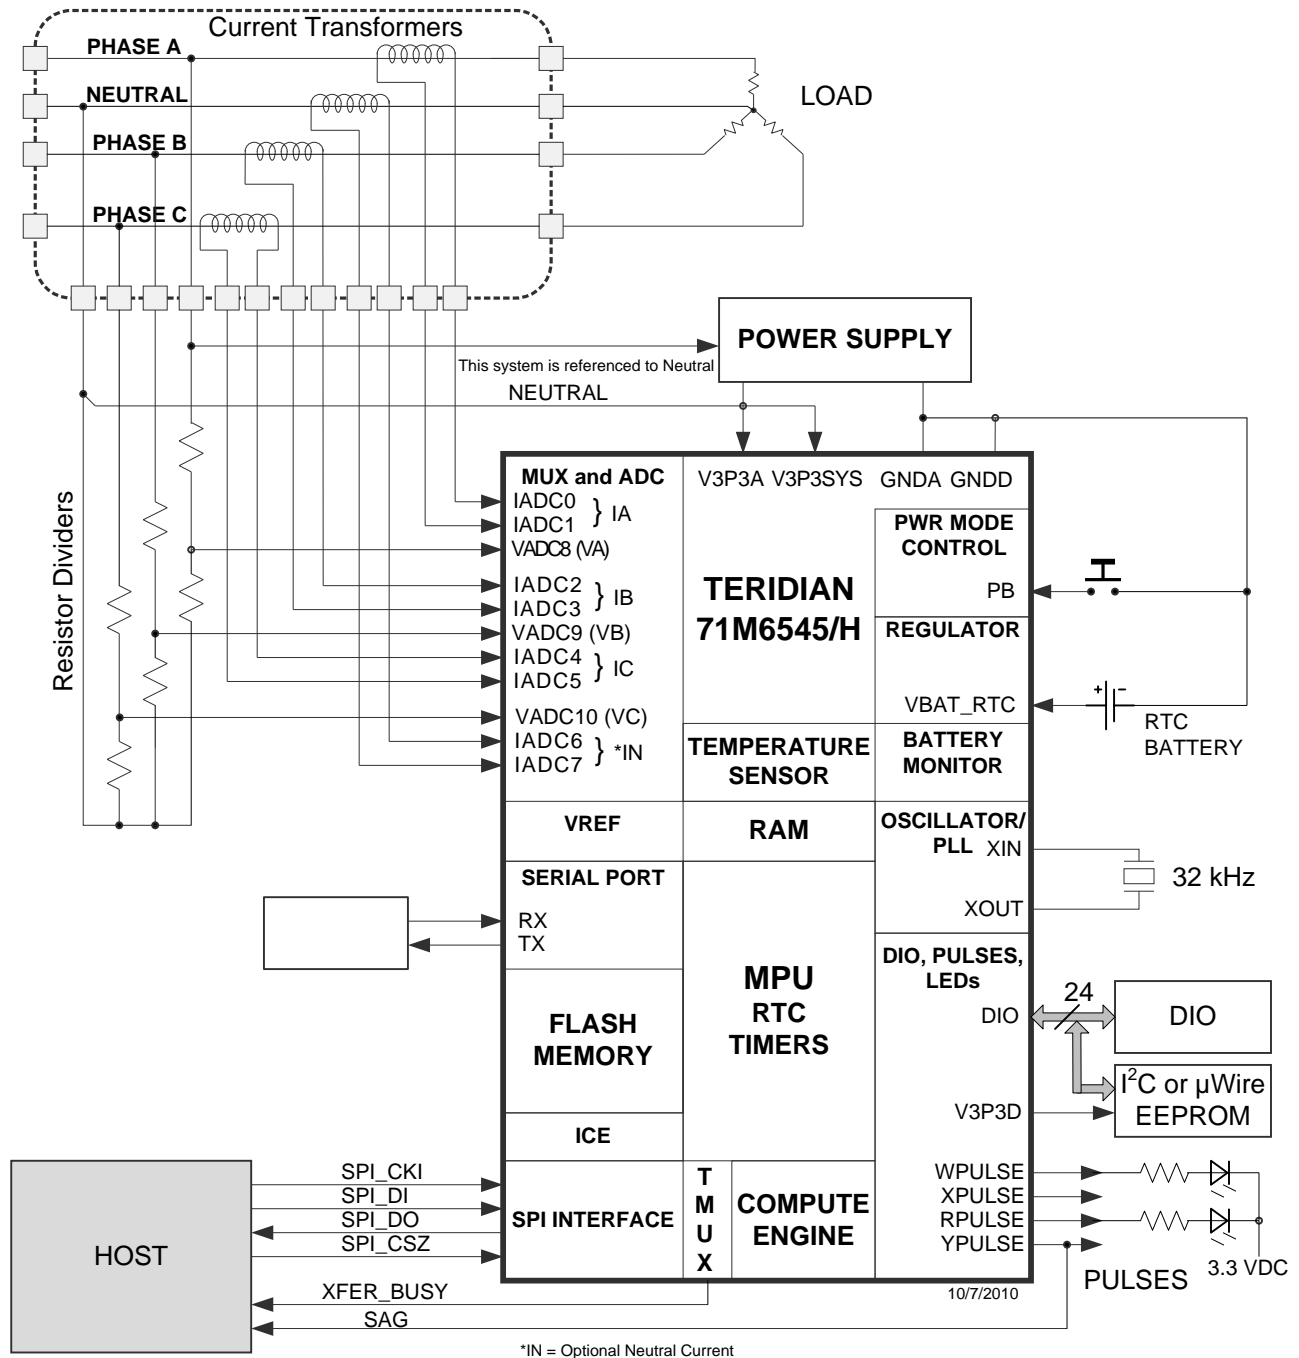 Current Transformers
PHASE A
NEUTRAL
PHASE B
PHASE C
LOAD
POWER SUPPLY
This system is referenced to Neutral
NEUTRAL
Resistor Dividers
MUX and ADC
IADC0
IADC1
} IA
VADC8 (VA)
IADC2
IADC3
} IB
VADC9 (VB)
IADC4
IADC5
} IC
VADC10 (VC)
IADC6
IADC7
} *IN
V3P3A V3P3SYS GNDA GNDD
TERIDIAN
71M6545/H
PWR MODE
CONTROL
PB
REGULATOR
VBAT_RTC
+ -
RTC
BATTERY
TEMPERATURE
SENSOR
BATTERY
MONITOR
VREF
RAM
OSCILLATOR/
PLL XIN
XOUT
32 kHz
SERIAL PORT
RX
TX
MPU
RTC
TIMERS
DIO, PULSES,
LEDs
DIO
24
DIO
I2C or µWire
EEPROM
V3P3D
FLASH
MEMORY
ICE
SPI INTERFACE
TMUX
COMPUTE
ENGINE
WPULSE
XPULSE
RPULSE
YPULSE
PULSES
3.3 VDC
HOST
SPI_CKI
SPI_DI
SPI_DO
SPI_CSZ
XFER_BUSY
SAG
10/7/2010
*IN = Optional Neutral Current